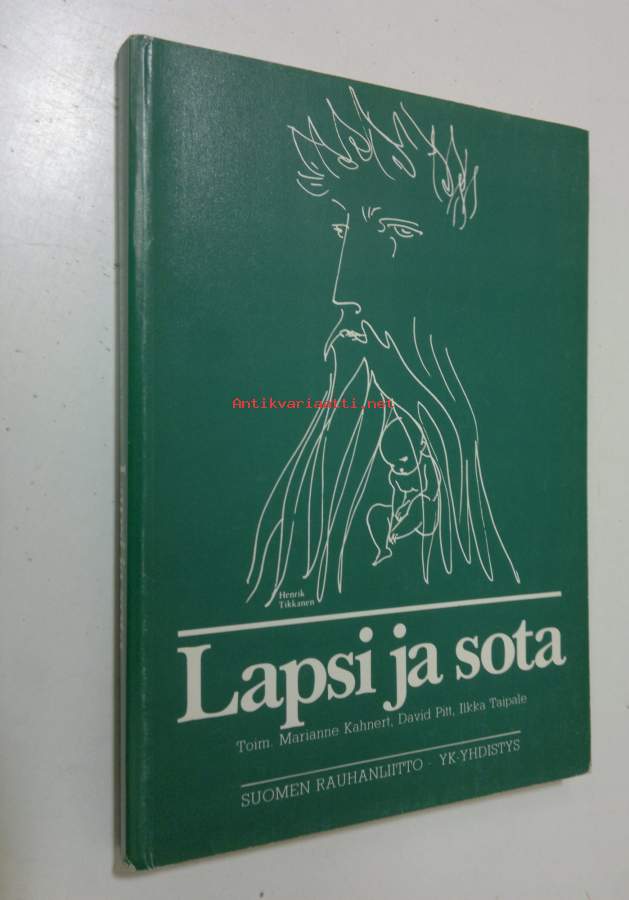 Antikvariaatti.net
Henrik
Tikkanen
Lapsi ja sota
Toim. Marianne Kahnert, David Pitt, Ilkka Taipale
SUOMEN RAUHANLIITTO - YK-YHDISTYS